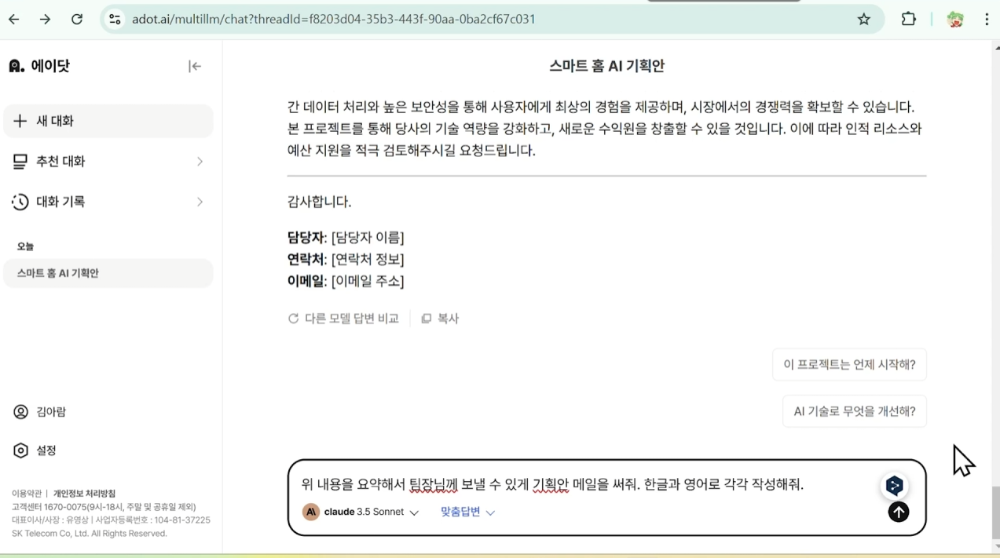 adot.ai/multillm/chat?threadId=f8203d04-35b3-443f-90aa-0ba2cf67c031
에이닷
새 대화
추천 대화
대화 기록
오늘
스마트 홈 AI 기획안
김아람
설정
이용약관 | 개인정보 처리방침
고객센터 1670-0075(9시-18시, 주말 및 공휴일 제외)
대표이사/사장 : 유영상 | 사업자등록번호 : 104-81-37225
SK Telecom Co., Ltd. All Rights Reserved.
스마트 홈 AI 기획안
간 데이터 처리와 높은 보안성을 통해 사용자에게 최상의 경험을 제공하며, 시장에서의 경쟁력을 확보할 수 있습니다.
본 프로젝트를 통해 당사의 기술 역량을 강화하고, 새로운 수익원을 창출할 수 있을 것입니다. 이에 따라 인적 리소스와
예산 지원을 적극 검토해주시길 요청드립니다.
감사합니다.
담당자: [담당자 이름]
연락처: [연락처 정보]
이메일: [이메일 주소]
다른 모델 답변 비교 복사
이 프로젝트는 언제 시작해?
AI 기술로 무엇을 개선해?
위 내용을 요약해서 팀장님께 보낼 수 있게 기획안 메일을 써줘. 한글과 영어로 각각 작성해줘.
claude 3.5 Sonnet 맞춤답변